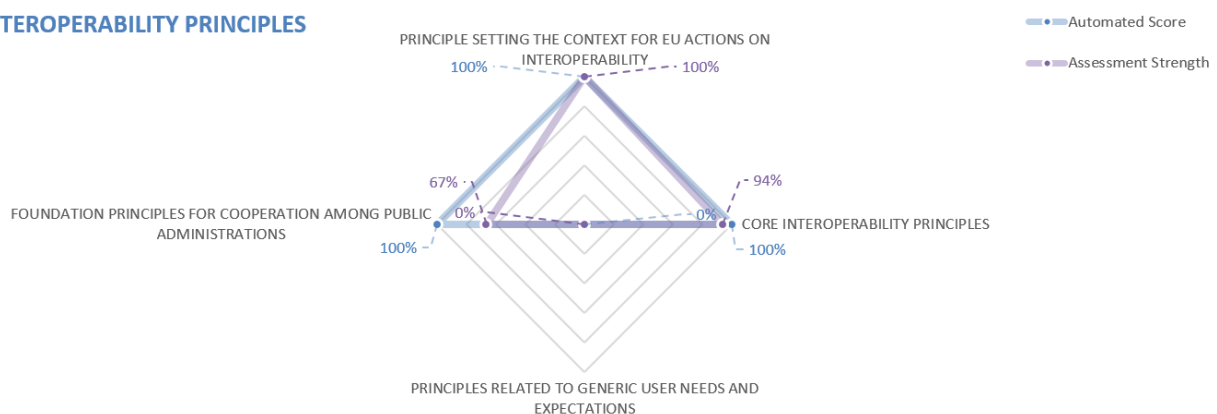 TEROPERABILITY PRINCIPLES
Automated Score
Assessment Strength
PRINCIPLE SETTING THE CONTEXT FOR EU ACTIONS ON
INTEROPERABILITY
100%
100%
67%
94%
0%
0%
FOUNDATION PRINCIPLES FOR COOPERATION AMONG PUBLIC
ADMINISTRATIONS
CORE INTEROPERABILITY PRINCIPLES
100%
100%
PRINCIPLES RELATED TO GENERIC USER NEEDS AND
EXPECTATIONS